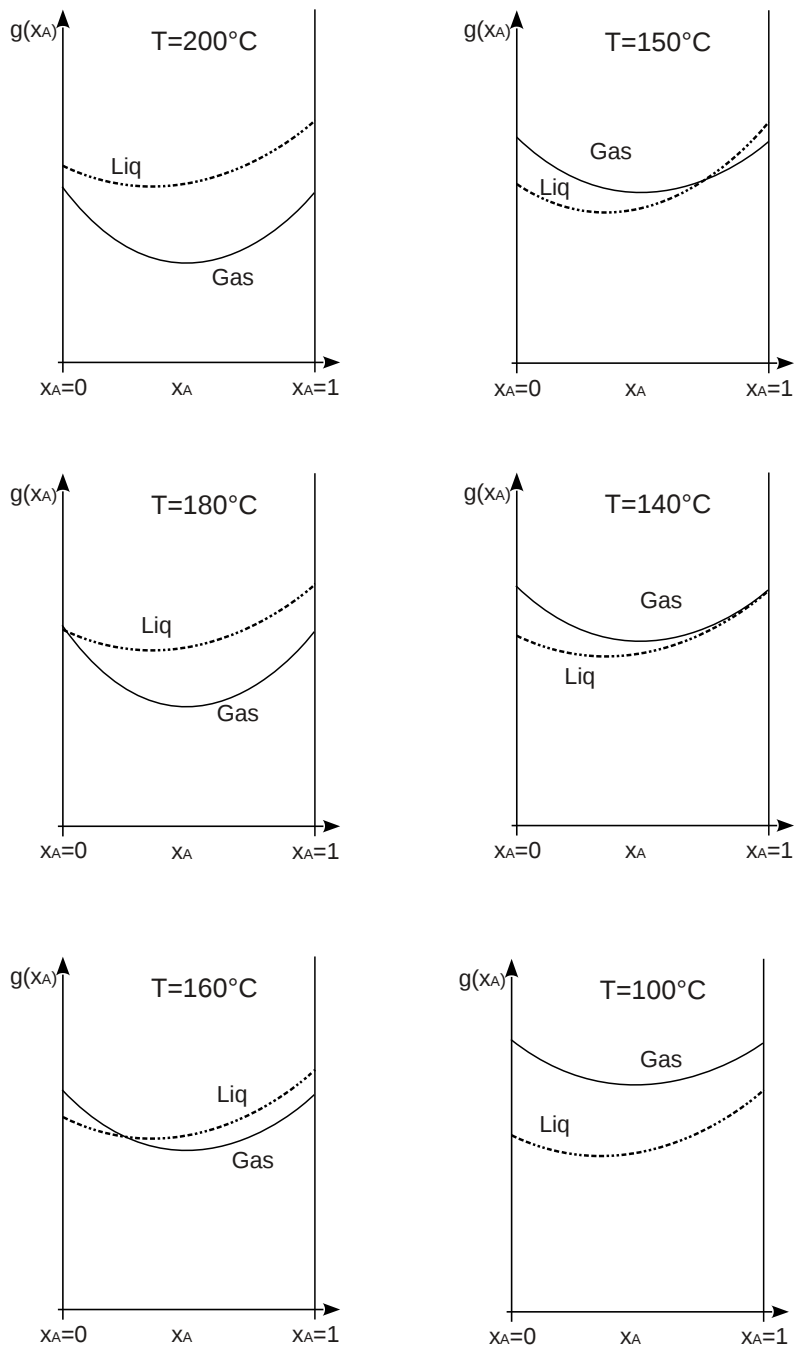 g(xA)
T=200°C
Liq
Gas
xA=0
xA
xA=1
g(xA)
T=150°C
Gas
Liq
xA=0
xA
xA=1
g(xA)
T=180°C
Liq
Gas
xA=0
xA
xA=1
g(xA)
T=140°C
Gas
Liq
xA=0
xA
xA=1
g(xA)
T=160°C
Liq
Gas
xA=0
xA
xA=1
g(xA)
T=100°C
Gas
Liq
xA=0
xA
xA=1